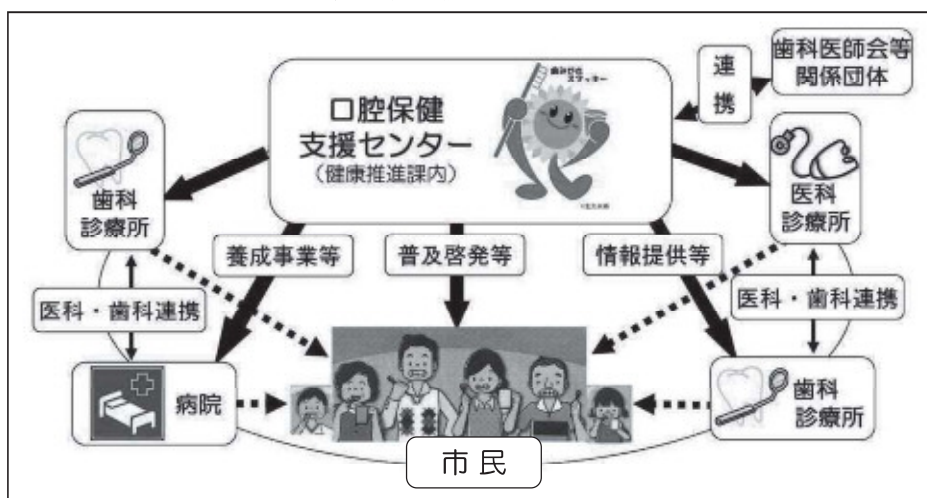 歯科医師会等
関係団体
連
携
口腔保健
支援センター
(健康推進課内)
歯科
診療所
医科
診療所
養成事業等
普及啓発等
情報提供等
医科・歯科連携
医科・歯科連携
病院
歯科
診療所
市民